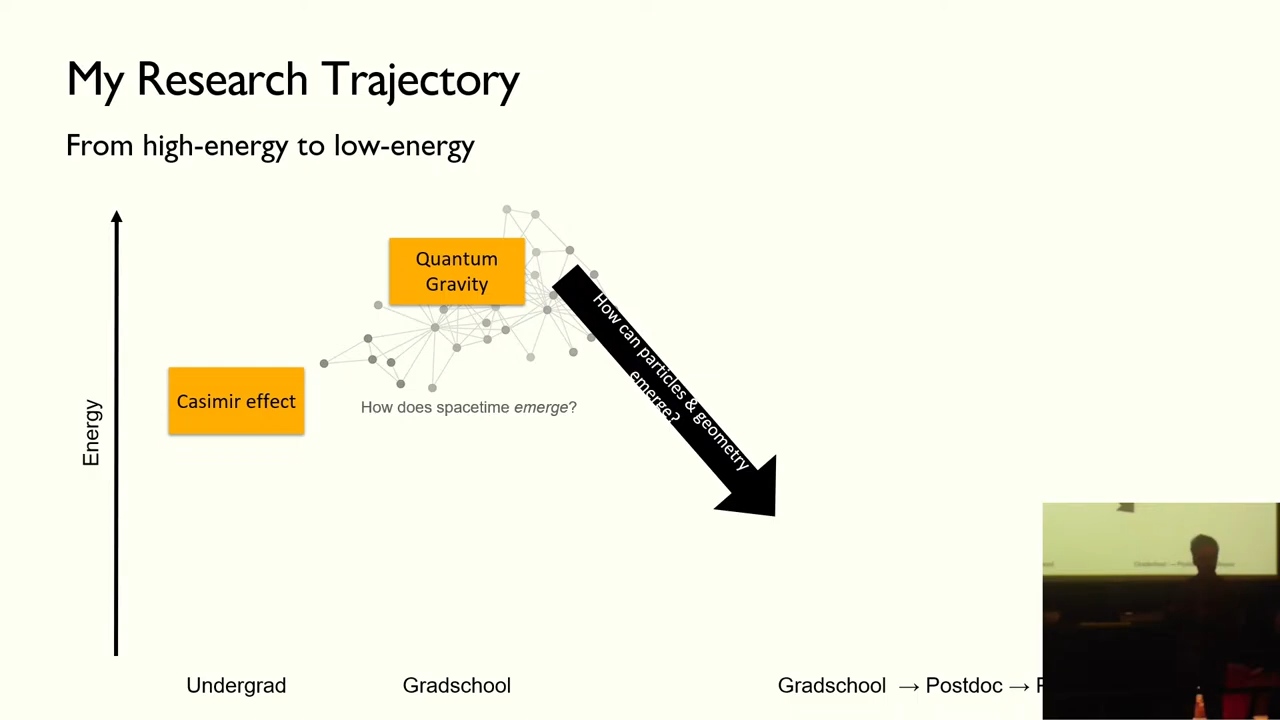 My Research Trajectory
From high-energy to low-energy
Quantum
Gravity
How can particles & geometry
emerge?
Casimir effect
How does spacetime emerge?
Energy
Undergrad
Gradschool
Gradschool → Postdoc →